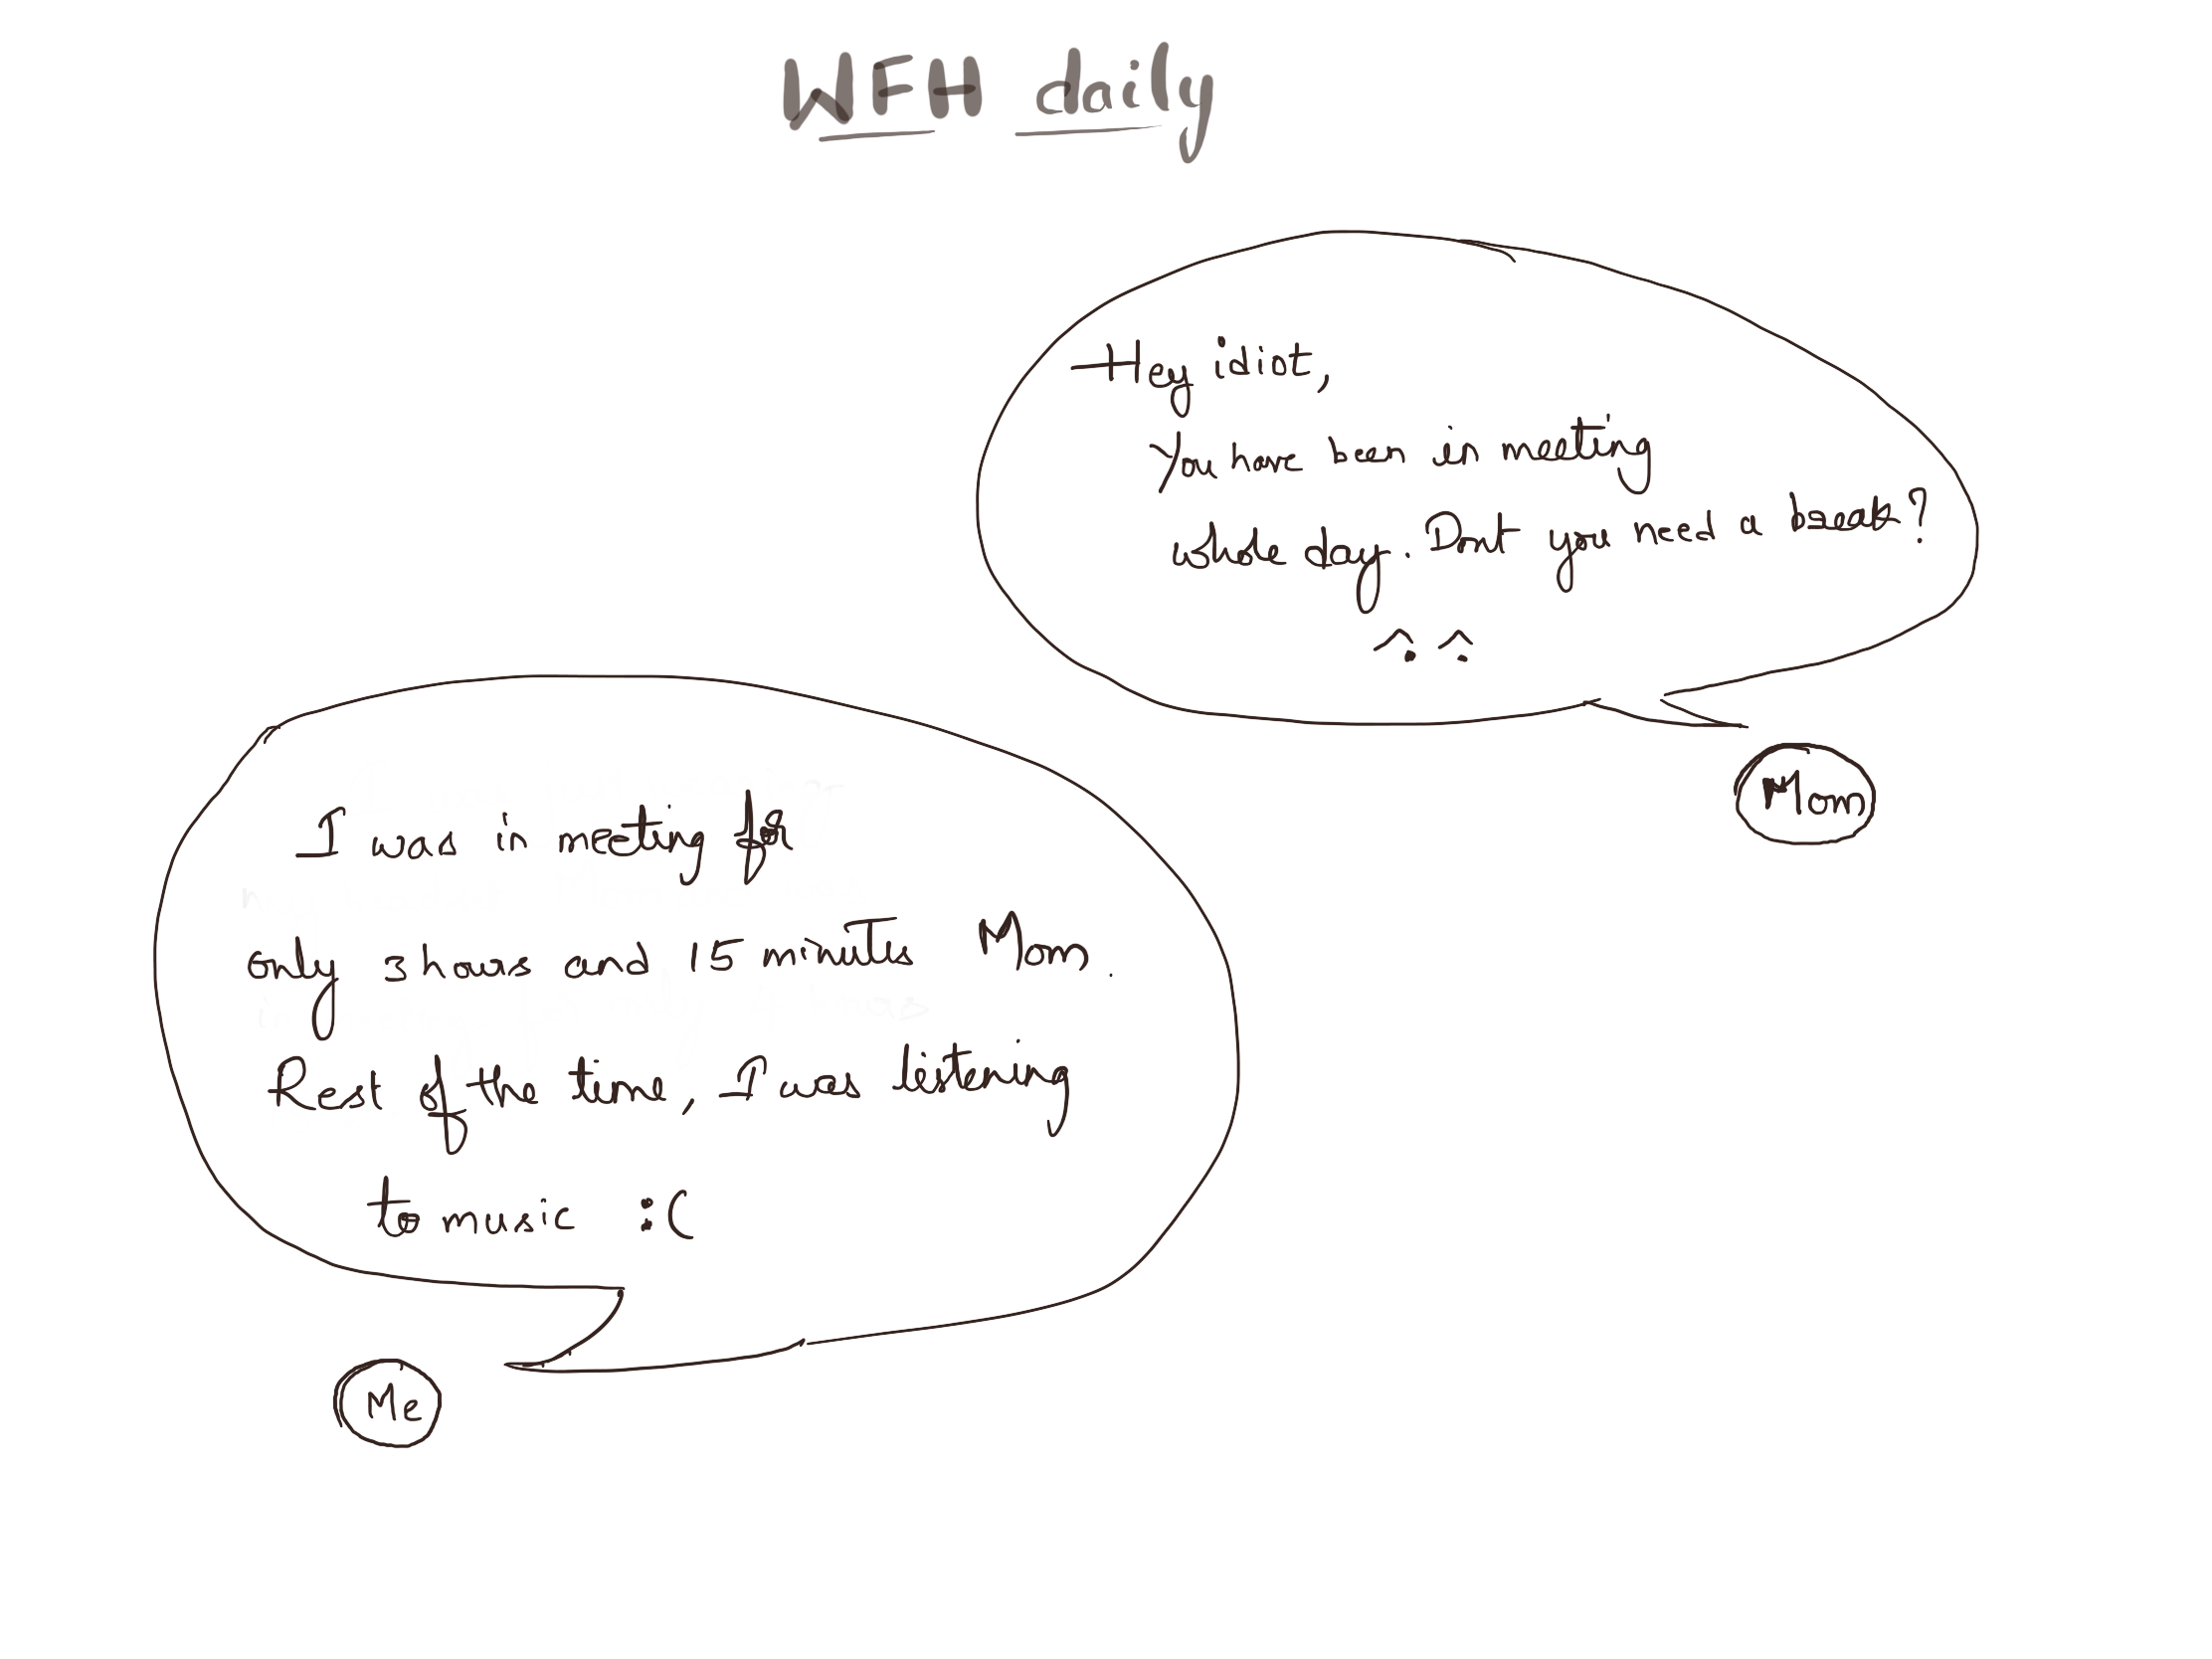 WFH daily
Hey idiot,
You have been in meeting
whole day. Dont you need a break?
Mom
I was in meeting for
only 3 hours and 15 minutes Mom.
Rest of the time, I was listening
to music :(
Me